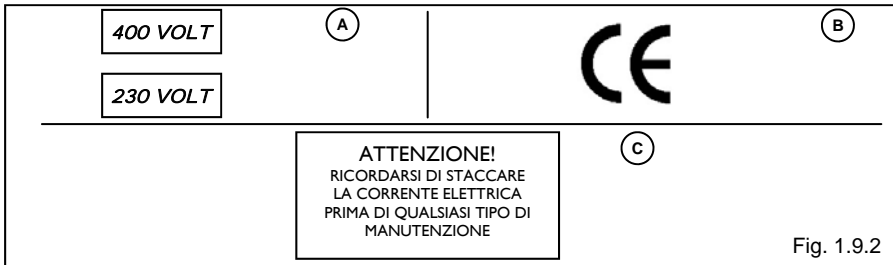 400 VOLT
A
B
CE
230 VOLT
C
ATTENZIONE!
RICORDARSI DI STACCARE
LA CORRENTE ELETTRICA
PRIMA DI QUALSIASI TIPO DI
MANUTENZIONE
Fig. 1.9.2